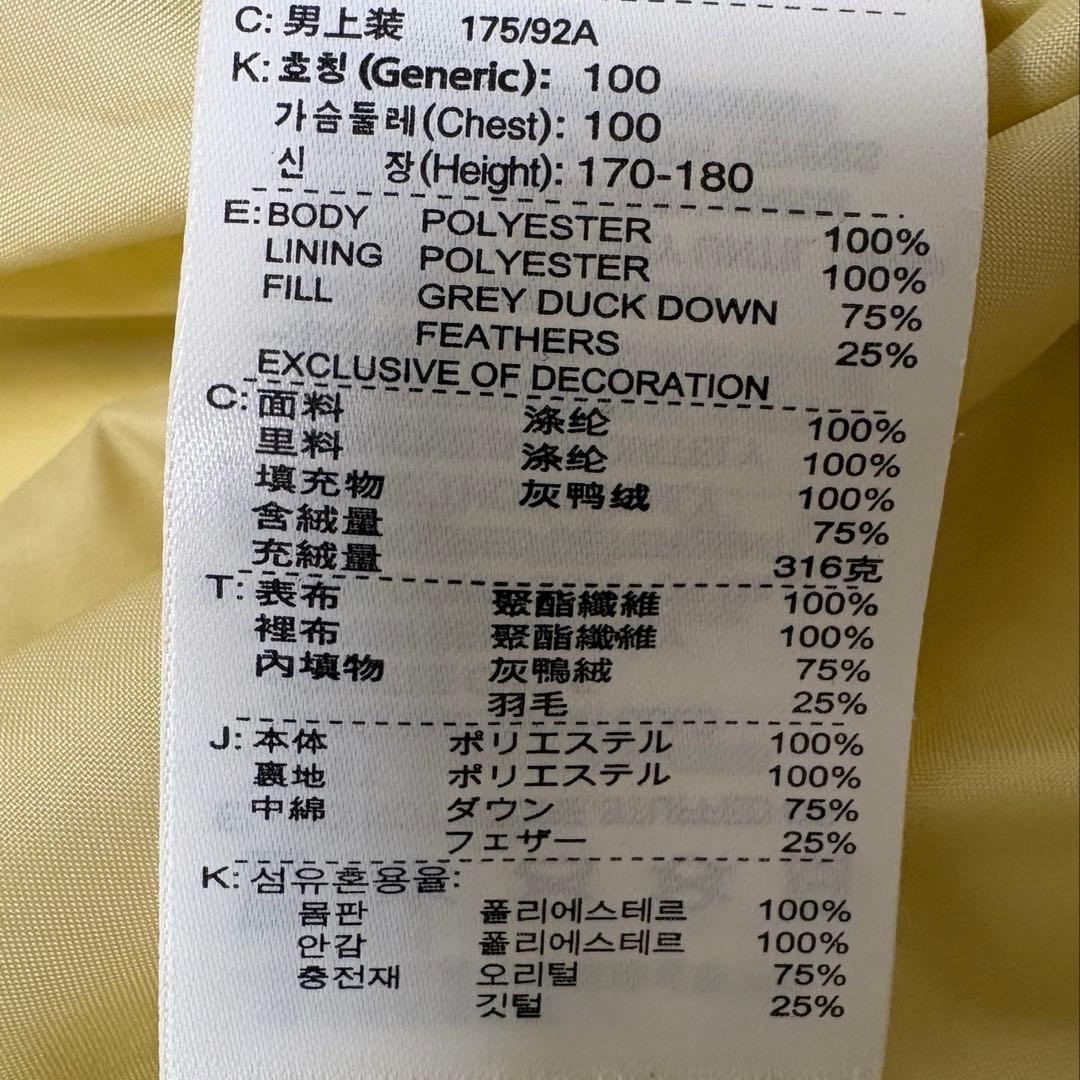 C: 男上装 175/92A
K: 호칭 (Generic): 100
가슴둘레(Chest): 100
신 장(Height): 170-180
E: BODY POLYESTER 100%
LINING POLYESTER 100%
FILL GREY DUCK DOWN 75%
FEATHERS 25%
EXCLUSIVE OF DECORATION
C: 面料 涤纶 100%
里料 涤纶 100%
填充物 灰鸭绒 100%
含絨量 75%
充絨量 316克
T: 表布 聚酯纖維 100%
裡布 聚酯纖維 100%
內填物 灰鴨絨 75%
羽毛 25%
J: 本体 ポリエステル 100%
裏地 ポリエステル 100%
中綿 ダウン 75%
フェザー 25%
K: 섬유혼용율:
몸판 폴리에스테르 100%
안감 폴리에스테르 100%
충전재 오리털 75%
깃털 25%